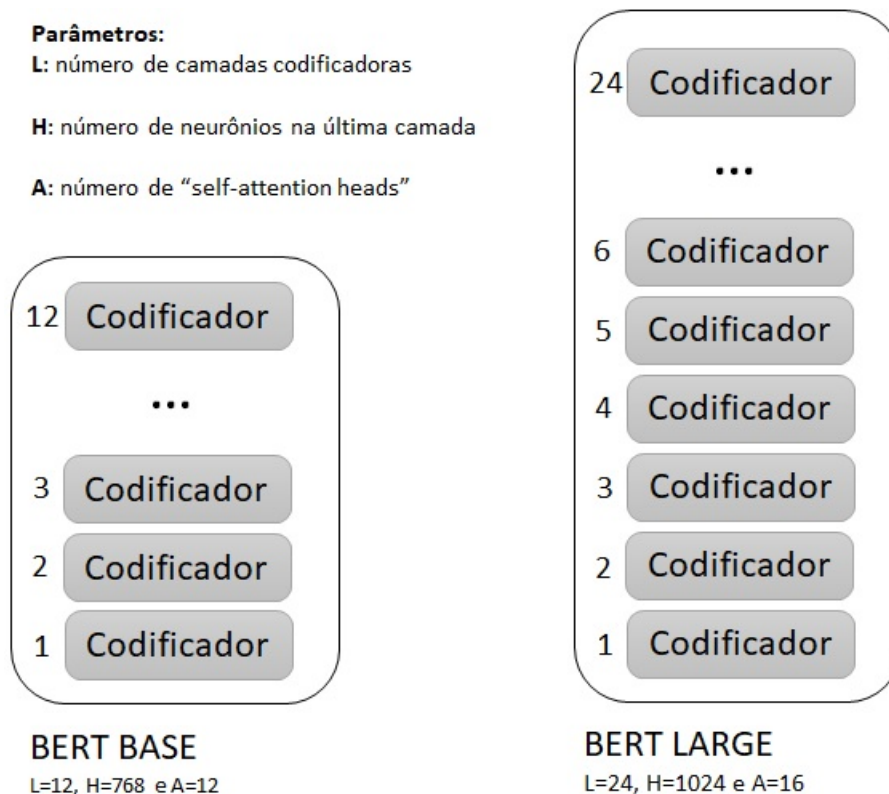 Parâmetros:
L: número de camadas codificadoras
H: número de neurônios na última camada
A: número de “self-attention heads”
12 Codificador
...
3 Codificador
2 Codificador
1 Codificador
BERT BASE
L=12, H=768 e A=12
24 Codificador
...
6 Codificador
5 Codificador
4 Codificador
3 Codificador
2 Codificador
1 Codificador
BERT LARGE
L=24, H=1024 e A=16